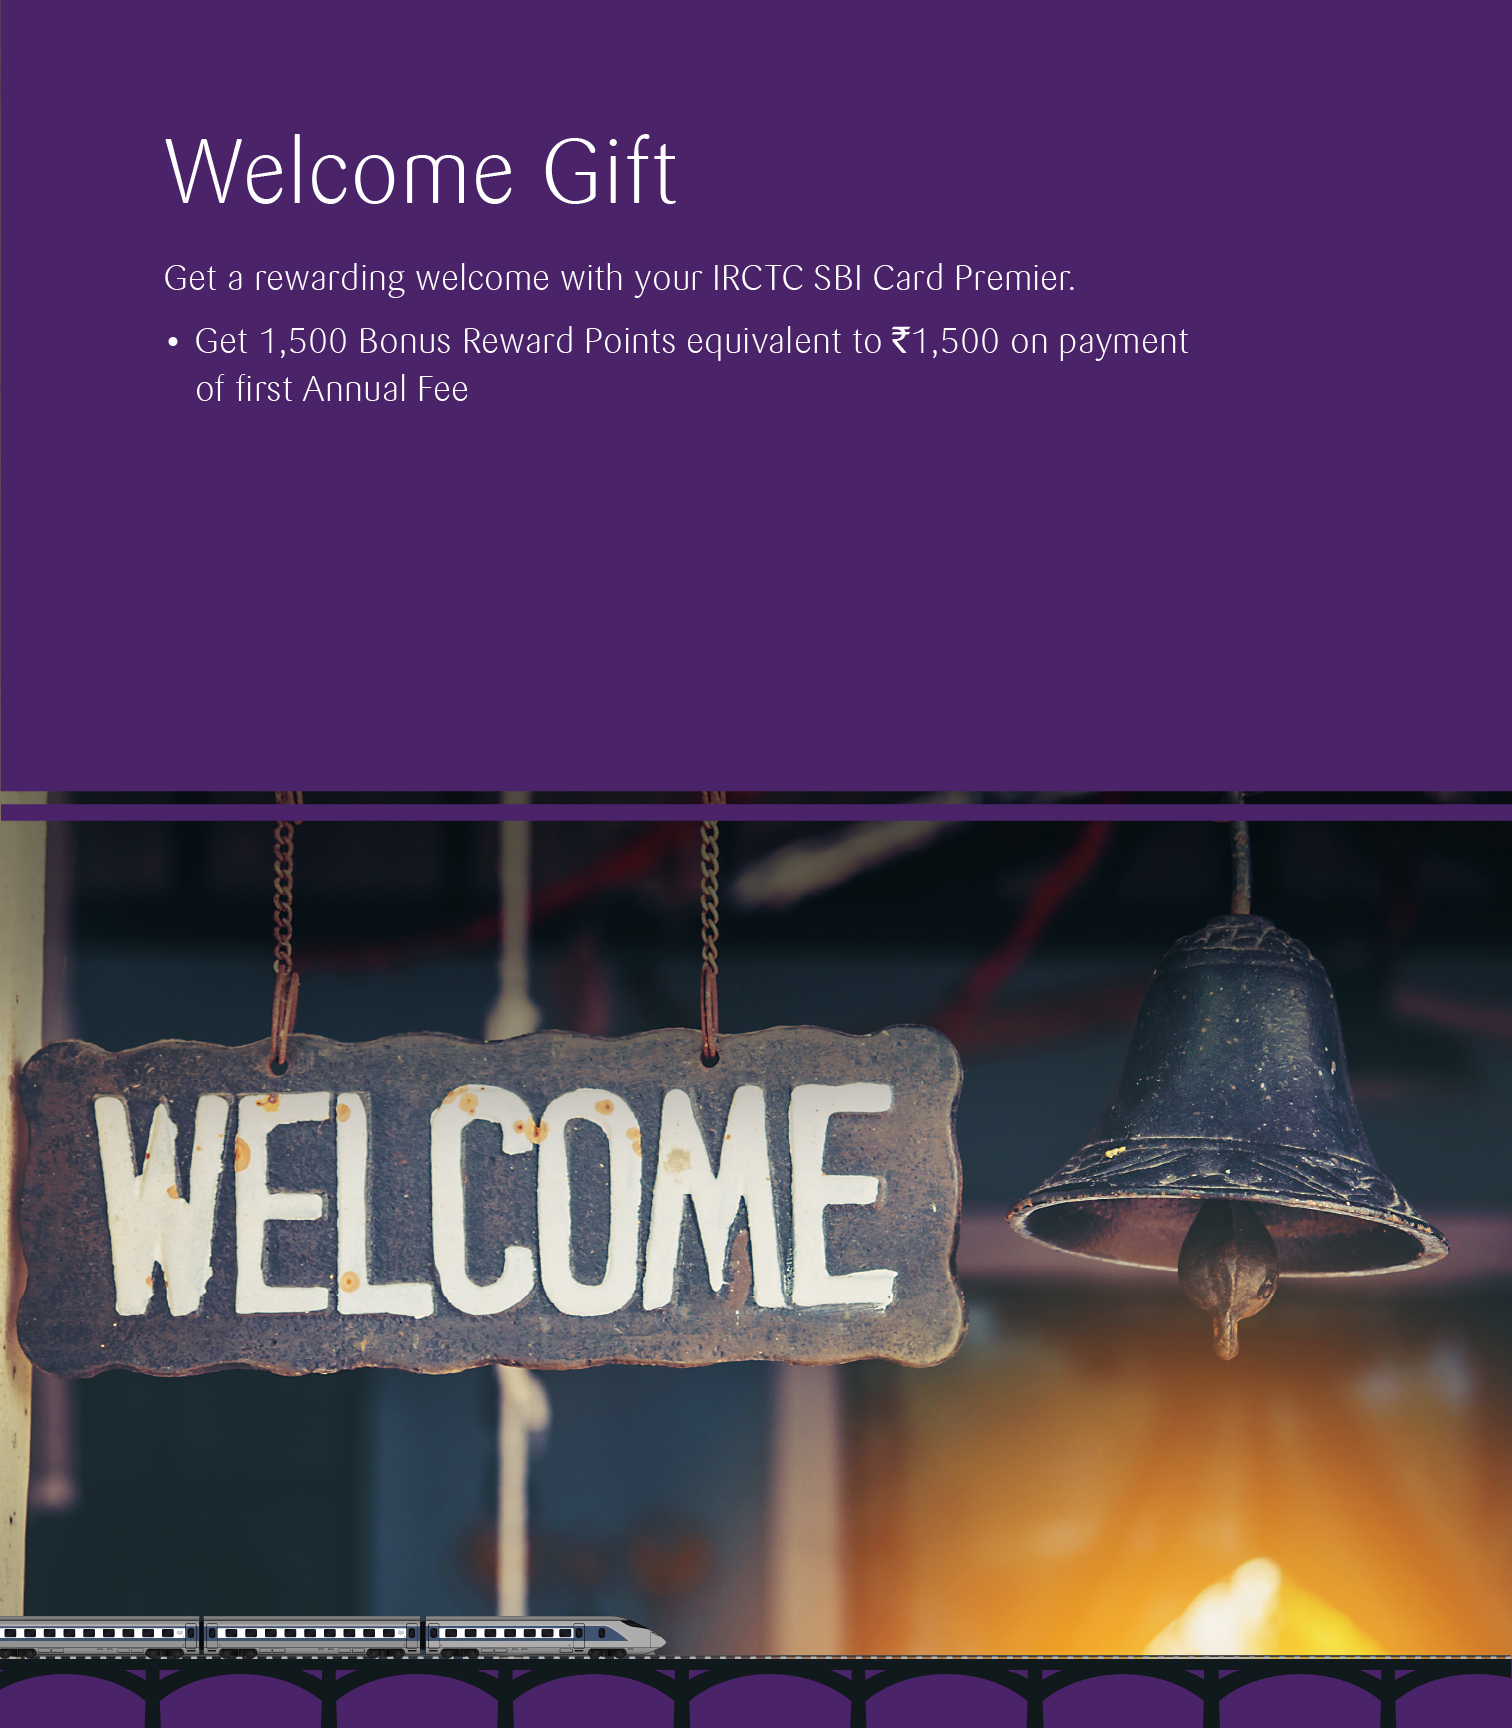 Welcome Gift
Get a rewarding welcome with your IRCTC SBI Card Premier.
• Get 1,500 Bonus Reward Points equivalent to ₹1,500 on payment
of first Annual Fee
WELCOME